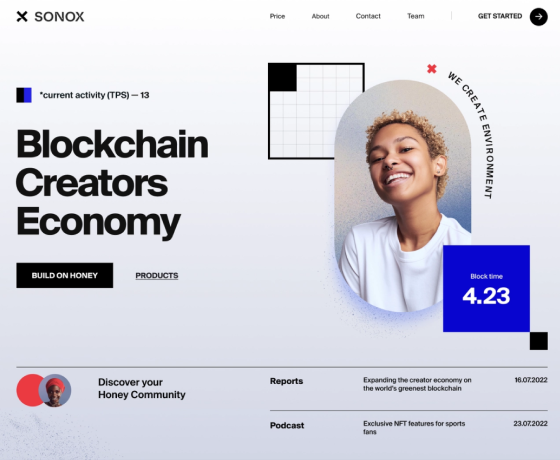 SONOX
Price
About
Contact
Team
GET STARTED
*current activity (TPS) — 13
WE CREATE ENVIRONMENT
Blockchain
Creators
Economy
BUILD ON HONEY
PRODUCTS
Block time
4.23
Discover your
Honey Community
Reports
Expanding the creator economy on
the world's greenest blockchain
16.07.2022
Podcast
Exclusive NFT features for sports
fans
23.07.2022